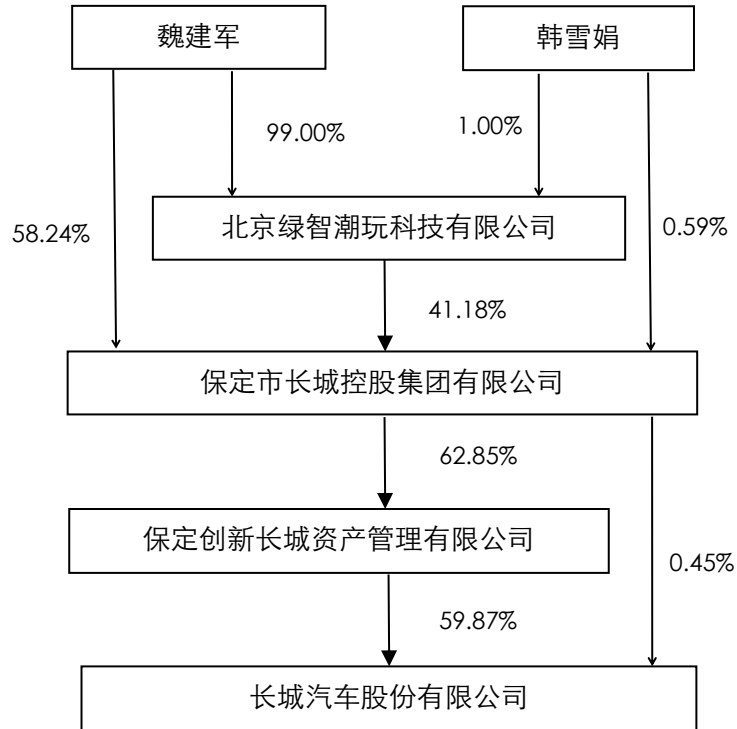 魏建军
韩雪娟
99.00%
1.00%
58.24%
北京绿智潮玩科技有限公司
0.59%
41.18%
保定市长城控股集团有限公司
62.85%
保定创新长城资产管理有限公司
0.45%
59.87%
长城汽车股份有限公司